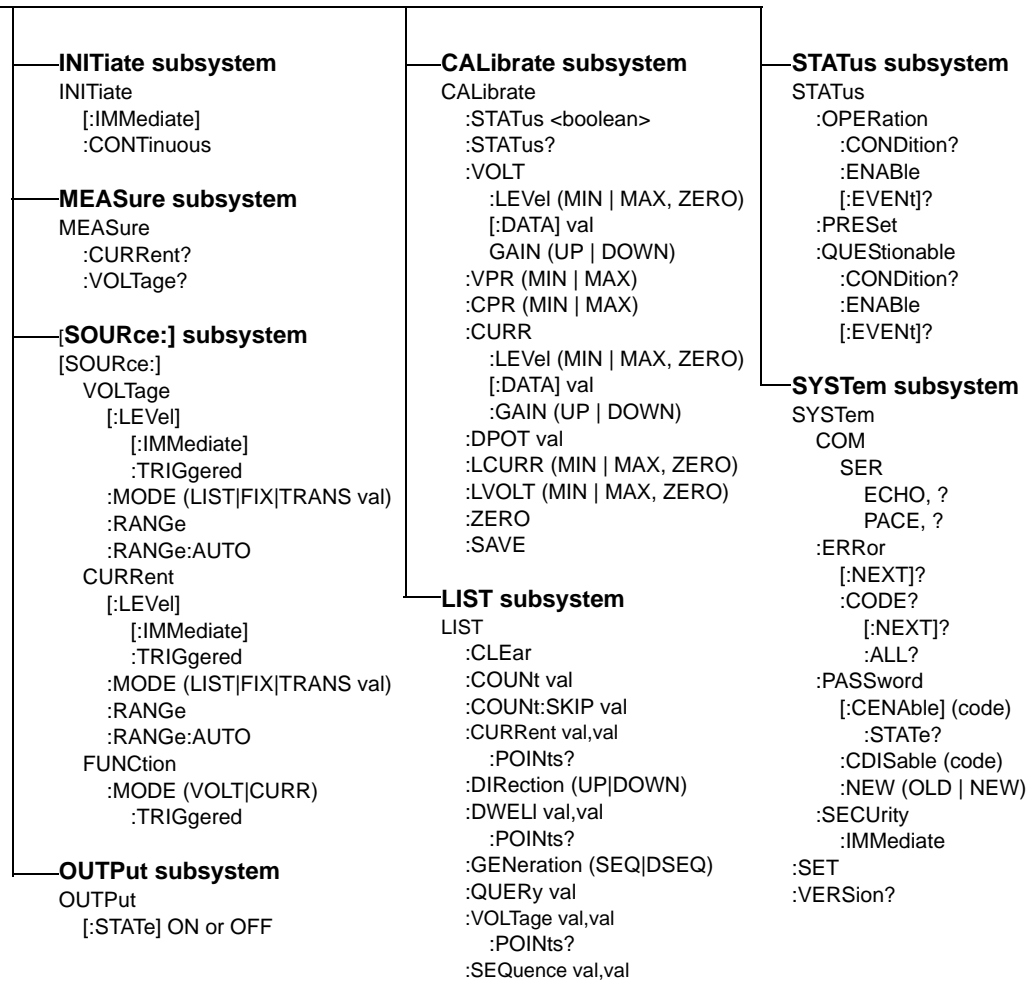 INITiate subsystem
INITiate
[:IMMediate]
:CONTinuous
MEASure subsystem
MEASure
:CURRent?
:VOLTage?
[SOURce:] subsystem
[SOURce:]
VOLTage
[:LEVel]
[:IMMediate]
:TRIGgered
:MODE (LIST|FIX|TRANS val)
:RANGe
:RANGe:AUTO
CURRent
[:LEVel]
[:IMMediate]
:TRIGgered
:MODE (LIST|FIX|TRANS val)
:RANGe
:RANGe:AUTO
FUNCtion
:MODE (VOLT|CURR)
:TRIGgered
OUTPut subsystem
OUTPut
[:STATe] ON or OFF
CALibrate subsystem
CALibrate
:STATus <boolean>
:STATus?
:VOLT
:LEVel (MIN | MAX, ZERO)
[:DATA] val
GAIN (UP | DOWN)
:VPR (MIN | MAX)
:CPR (MIN | MAX)
:CURR
:LEVel (MIN | MAX, ZERO)
[:DATA] val
:GAIN (UP | DOWN)
:DPOT val
:LCURR (MIN | MAX, ZERO)
:LVOLT (MIN | MAX, ZERO)
:ZERO
:SAVE
LIST subsystem
LIST
:CLEar
:COUNt val
:COUNt:SKIP val
:CURRent val,val
:POINts?
:DIRection (UP|DOWN)
:DWELl val,val
:POINts?
:GENeration (SEQ|DSEQ)
:QUERy val
:VOLTage val,val
:POINts?
:SEQuence val,val
STATus subsystem
STATus
:OPERation
:CONDition?
:ENABle
[:EVENt]?
:PRESet
:QUEStionable
:CONDition?
:ENABle
[:EVENt]?
SYSTem subsystem
SYSTem
COM
SER
ECHO, ?
PACE, ?
:ERRor
[:NEXT]?
:CODE?
[:NEXT]?
:ALL?
:PASSword
[:CENAble] (code)
:STATe?
:CDISable (code)
:NEW (OLD | NEW)
:SECUrity
:IMMediate
:SET
:VERSion?